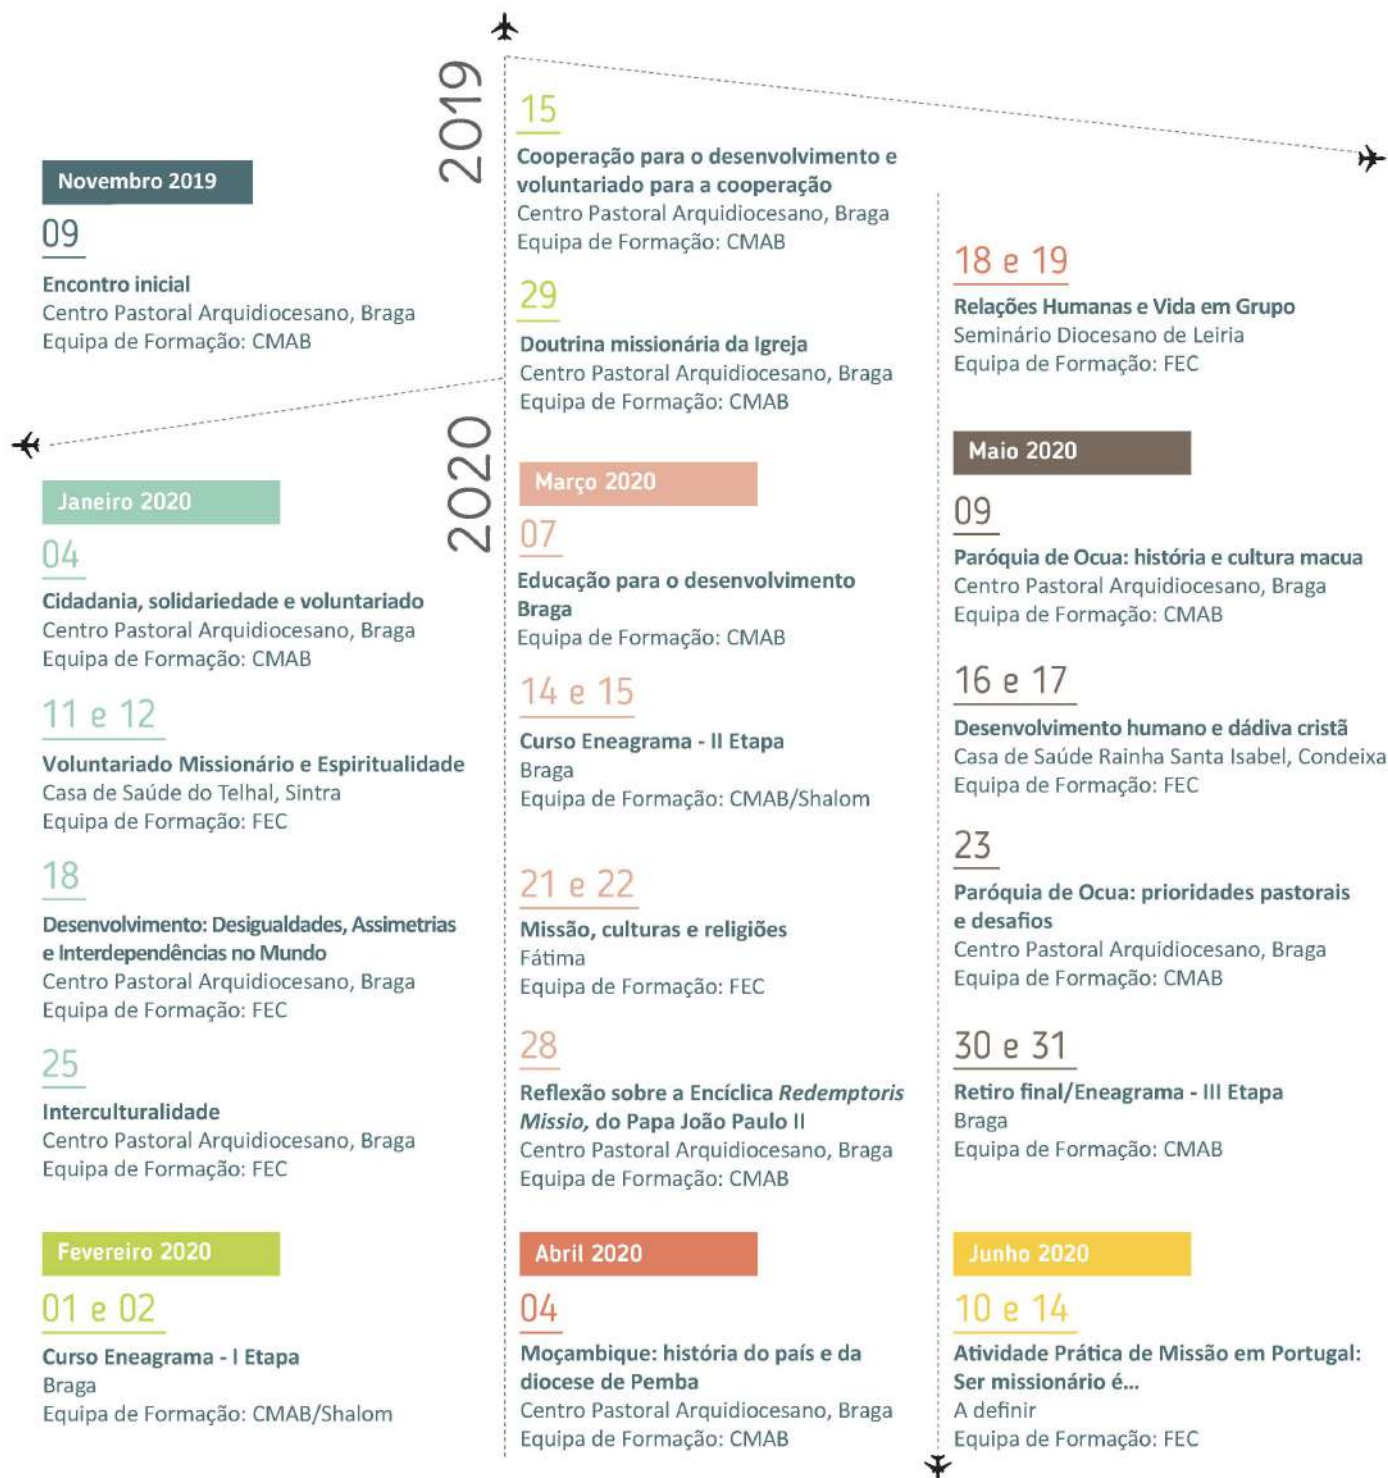 2019
Novembro 2019
09
Encontro inicial
Centro Pastoral Arquidiocesano, Braga
Equipa de Formação: CMAB
2020
Janeiro 2020
04
Cidadania, solidariedade e voluntariado
Centro Pastoral Arquidiocesano, Braga
Equipa de Formação: CMAB
11 e 12
Voluntariado Missionário e Espiritualidade
Casa de Saúde do Telhal, Sintra
Equipa de Formação: FEC
18
Desenvolvimento: Desigualdades, Assimetrias
e Interdependências no Mundo
Centro Pastoral Arquidiocesano, Braga
Equipa de Formação: FEC
25
Interculturalidade
Centro Pastoral Arquidiocesano, Braga
Equipa de Formação: FEC
Fevereiro 2020
01 e 02
Curso Eneagrama - I Etapa
Braga
Equipa de Formação: CMAB/Shalom
15
Cooperação para o desenvolvimento e
voluntariado para a cooperação
Centro Pastoral Arquidiocesano, Braga
Equipa de Formação: CMAB
29
Doutrina missionária da Igreja
Centro Pastoral Arquidiocesano, Braga
Equipa de Formação: CMAB
Março 2020
07
Educação para o desenvolvimento
Braga
Equipa de Formação: CMAB
14 e 15
Curso Eneagrama - II Etapa
Braga
Equipa de Formação: CMAB/Shalom
21 e 22
Missão, culturas e religiões
Fátima
Equipa de Formação: FEC
28
Reflexão sobre a Encíclica Redemptoris
Missio, do Papa João Paulo II
Centro Pastoral Arquidiocesano, Braga
Equipa de Formação: CMAB
Abril 2020
04
Moçambique: história do país e da
diocese de Pemba
Centro Pastoral Arquidiocesano, Braga
Equipa de Formação: CMAB
18 e 19
Relações Humanas e Vida em Grupo
Seminário Diocesano de Leiria
Equipa de Formação: FEC
Maio 2020
09
Paróquia de Ocua: história e cultura macua
Centro Pastoral Arquidiocesano, Braga
Equipa de Formação: CMAB
16 e 17
Desenvolvimento humano e dádiva cristã
Casa de Saúde Rainha Santa Isabel, Condeixa
Equipa de Formação: FEC
23
Paróquia de Ocua: prioridades pastorais
e desafios
Centro Pastoral Arquidiocesano, Braga
Equipa de Formação: CMAB
30 e 31
Retiro final/Eneagrama - III Etapa
Braga
Equipa de Formação: CMAB
Junho 2020
10 e 14
Atividade Prática de Missão em Portugal:
Ser missionário é...
A definir
Equipa de Formação: FEC